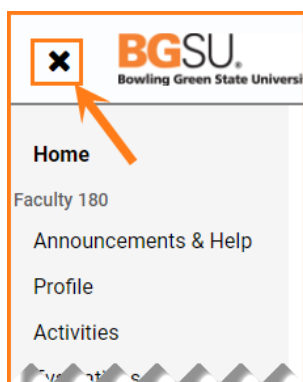 BGSU.
Bowling Green State Universi
Home
Faculty 180
Announcements & Help
Profile
Activities